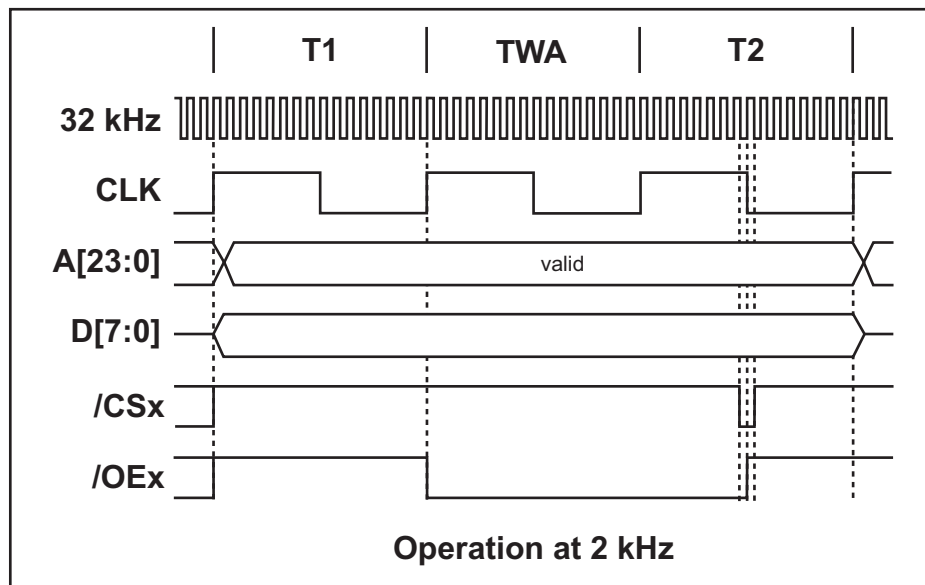 T1 TWA T2
32 kHz
CLK
A[23:0] valid
D[7:0]
/CSx
/OEx
Operation at 2 kHz